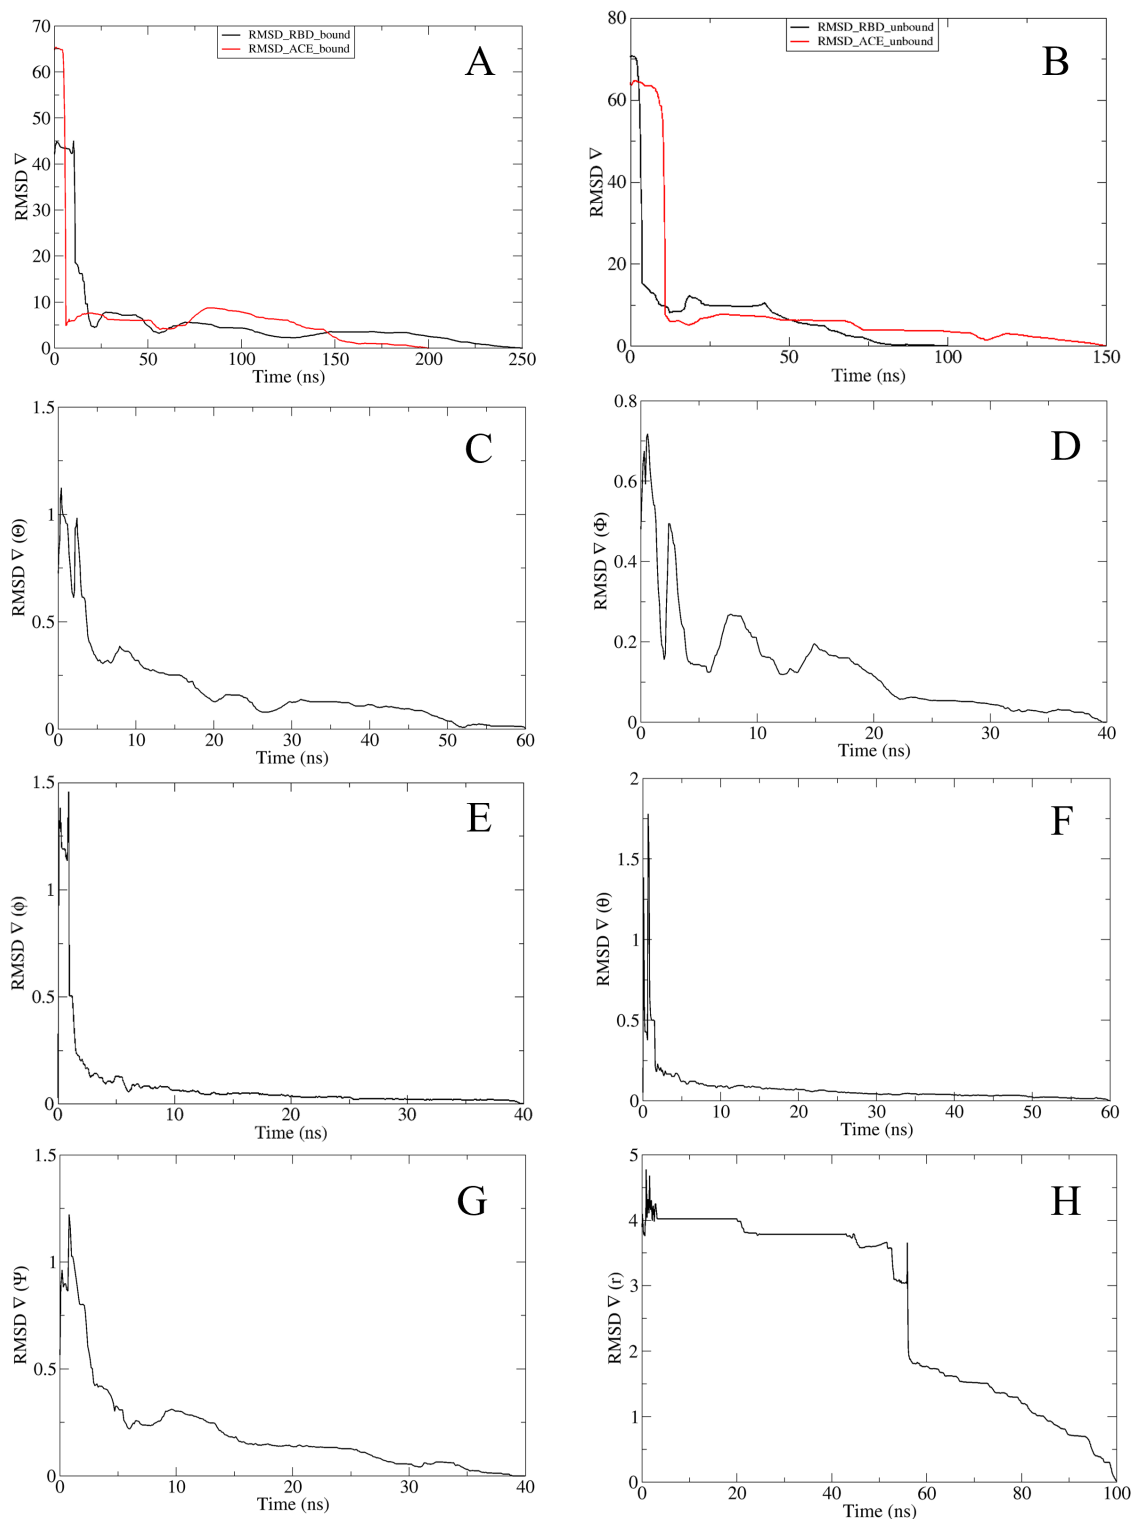 RMSD_RBD_bound
RMSD_ACE_bound
A
RMSD ∇
70
60
50
40
30
20
10
0
0 50 100 150 200 250
Time (ns)
RMSD_RBD_unbound
RMSD_ACE_unbound
B
RMSD ∇
80
60
40
20
0
0 50 100 150
Time (ns)
C
RMSD ∇ (Θ)
1.5
1
0.5
0
0 10 20 30 40 50 60
Time (ns)
D
RMSD ∇ (Φ)
0.8
0.6
0.4
0.2
0
0 10 20 30 40
Time (ns)
E
RMSD ∇ (ϕ)
1.5
1
0.5
0
0 10 20 30 40
Time (ns)
F
RMSD ∇ (θ)
2
1.5
1
0.5
0
0 10 20 30 40 50 60
Time (ns)
G
RMSD ∇ (Ψ)
1.5
1
0.5
0
0 10 20 30 40
Time (ns)
H
RMSD ∇ (r)
5
4
3
2
1
0
0 20 40 60 80 100
Time (ns)